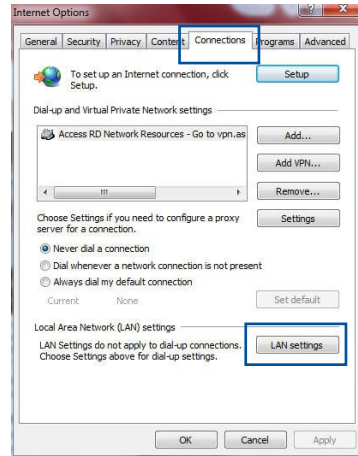 Internet Options
General Security Privacy Content Connections Programs Advanced
To set up an Internet connection, click Setup.
Setup
Dial-up and Virtual Private Network settings
Access RD Network Resources - Go to vpn.as
Add...
Add VPN...
Remove...
Choose Settings if you need to configure a proxy
server for a connection.
Settings
Never dial a connection
Dial whenever a network connection is not present
Always dial my default connection
Current None
Set default
Local Area Network (LAN) settings
LAN Settings do not apply to dial-up connections.
Choose Settings above for dial-up settings.
LAN settings
OK Cancel Apply